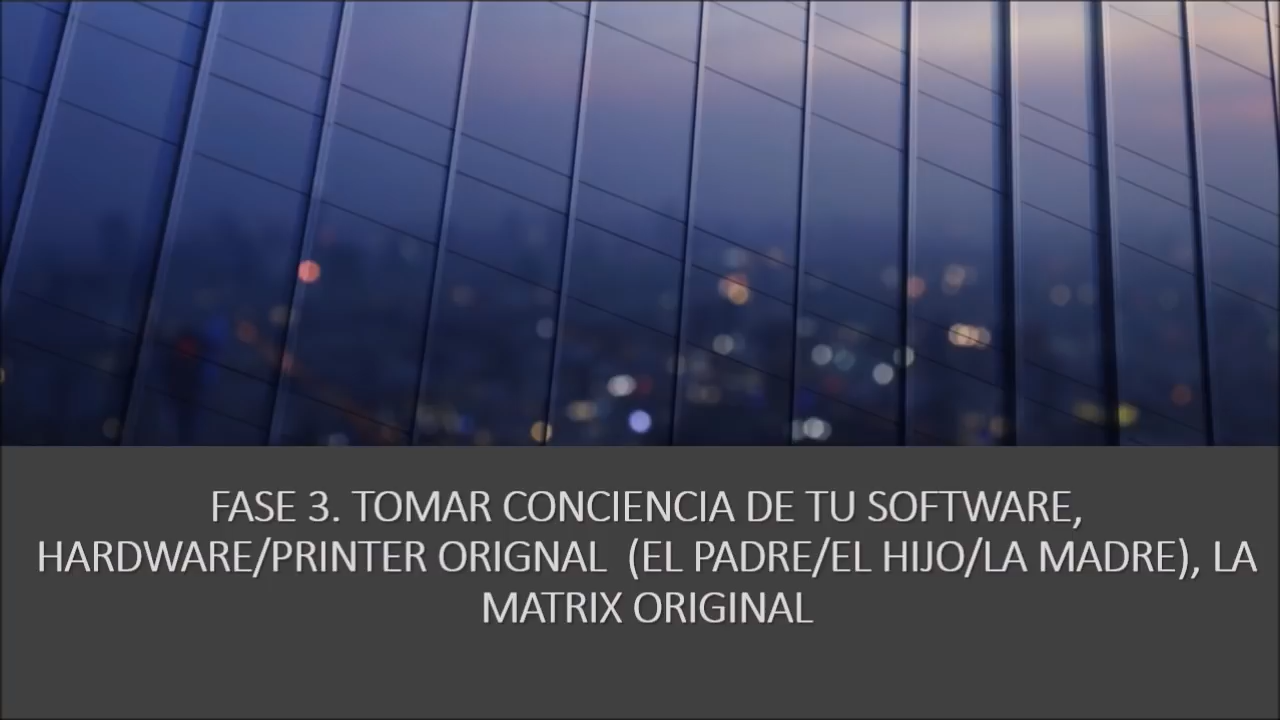 FASE 3. TOMAR CONCIENCIA DE TU SOFTWARE,
HARDWARE/PRINTER ORIGNAL (EL PADRE/EL HIJO/LA MADRE), LA
MATRIX ORIGINAL